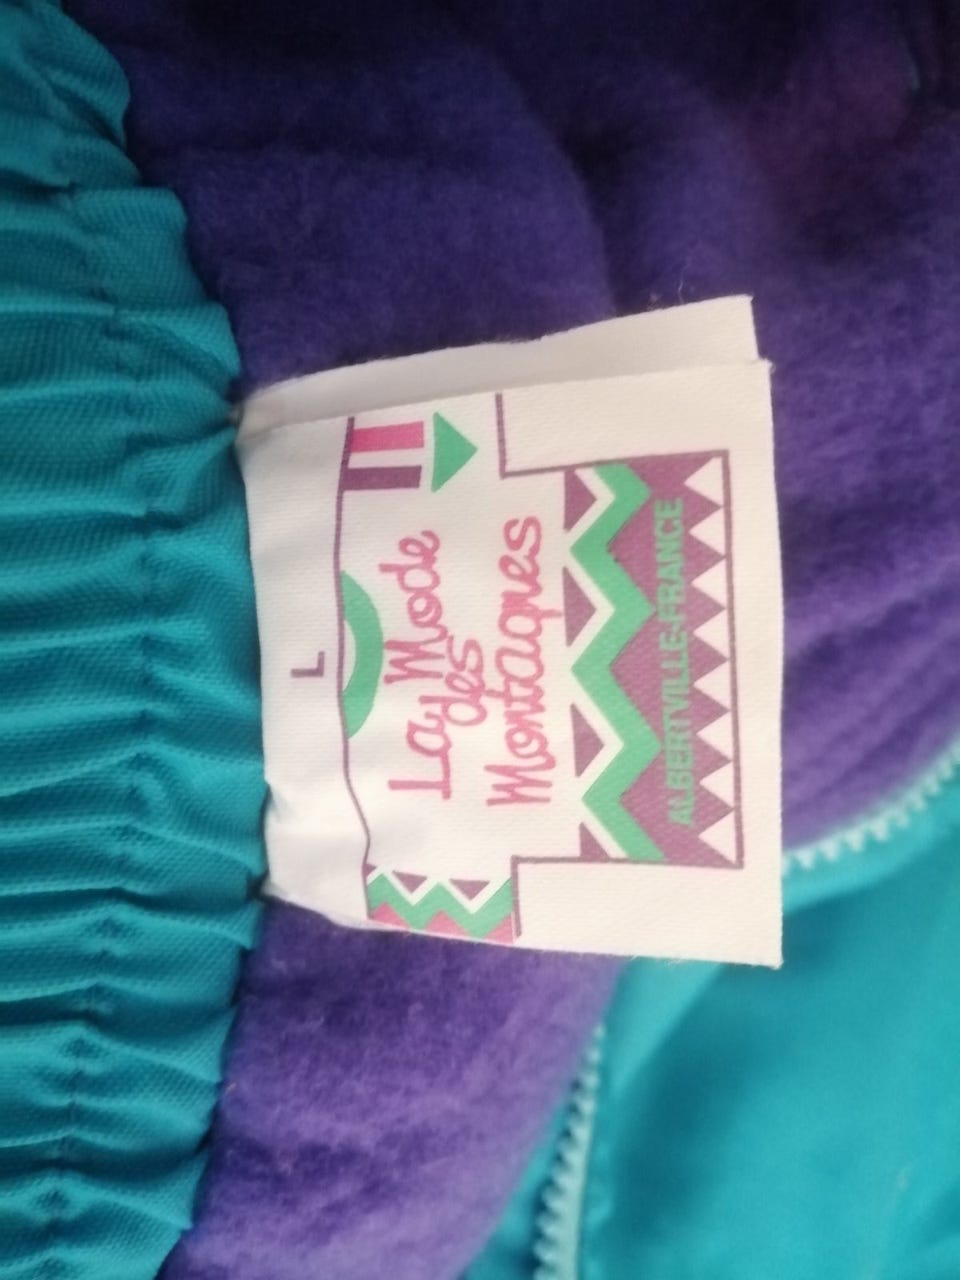 L
La Mode
des
Montagnes
ALBERTVILLE-FRANCE